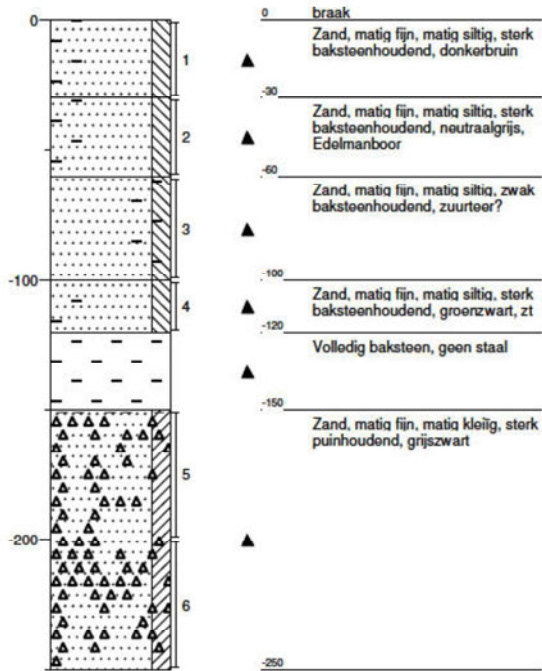 0
0
braak
Zand, matig fijn, matig siltig, sterk
baksteenhoudend, donkerbruin
1
-30
Zand, matig fijn, matig siltig, sterk
baksteenhoudend, neutraalgrijs,
Edelmanboor
2
-60
Zand, matig fijn, matig siltig, zwak
baksteenhoudend, zuurteer?
3
-100
-100
Zand, matig fijn, matig siltig, sterk
baksteenhoudend, groenzwart, zt
4
-120
Volledig baksteen, geen staal
-150
Zand, matig fijn, matig kleiïg, sterk
puinhoudend, grijszwart
5
-200
6
-250